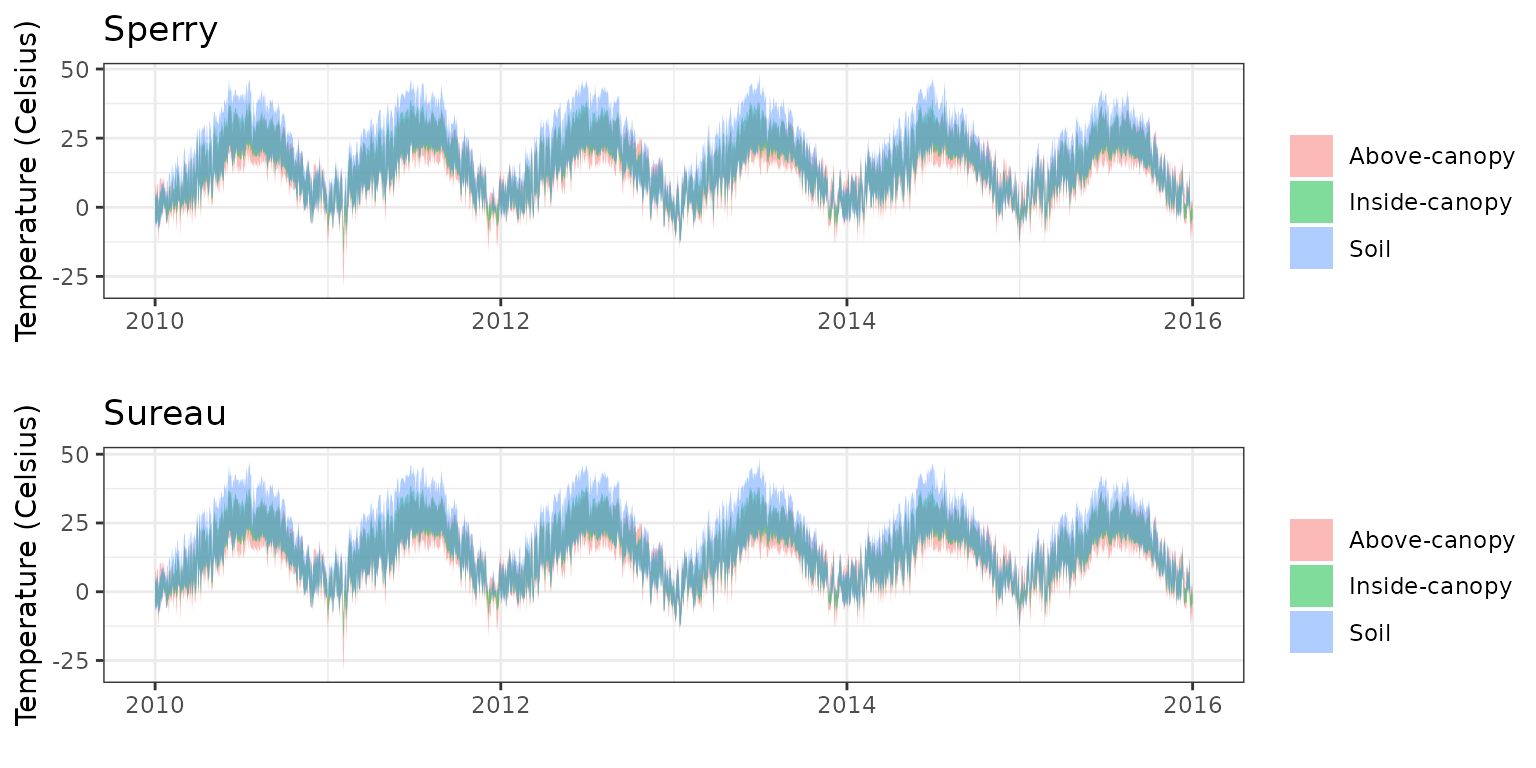 Sperry
Temperature (Celsius)
50
25
0
-25
2010 2012 2014 2016
Above-canopy
Inside-canopy
Soil
Sureau
Temperature (Celsius)
50
25
0
-25
2010 2012 2014 2016
Above-canopy
Inside-canopy
Soil